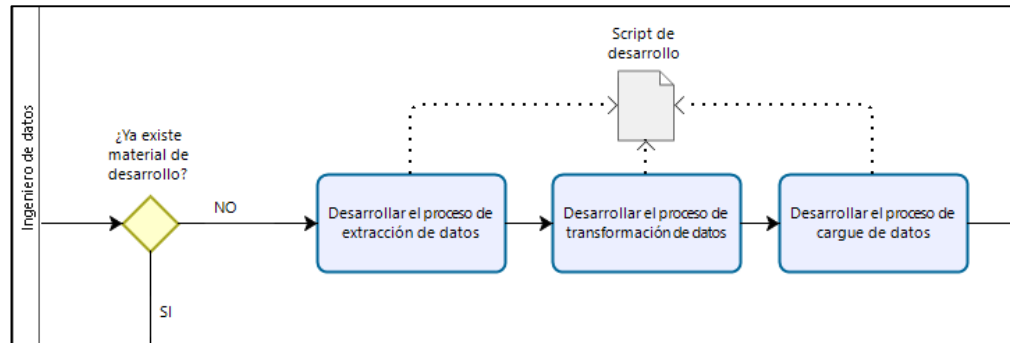 Ingeniero de datos
¿Ya existe
material de
desarrollo?
NO
SI
Desarrollar el proceso de
extracción de datos
Script de
desarrollo
Desarrollar el proceso de
transformación de datos
Desarrollar el proceso de
cargue de datos